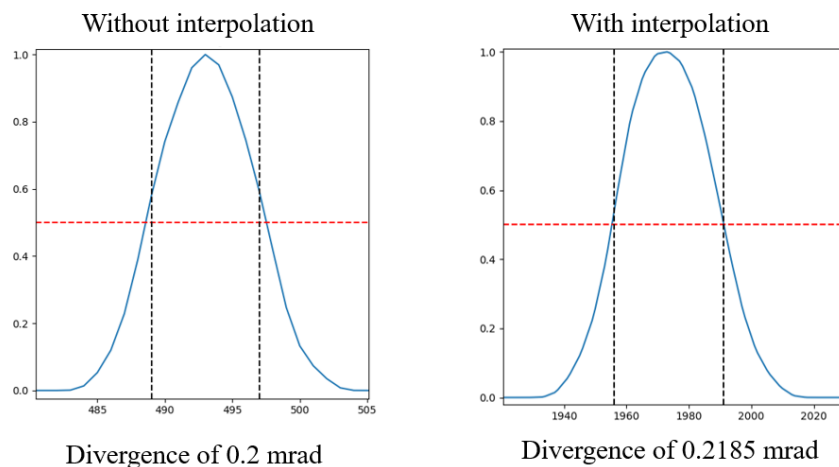 Without interpolation
With interpolation
1.0
0.8
0.6
0.4
0.2
0.0
485 490 495 500 505
1.0
0.8
0.6
0.4
0.2
0.0
1940 1960 1980 2000 2020
Divergence of 0.2 mrad
Divergence of 0.2185 mrad